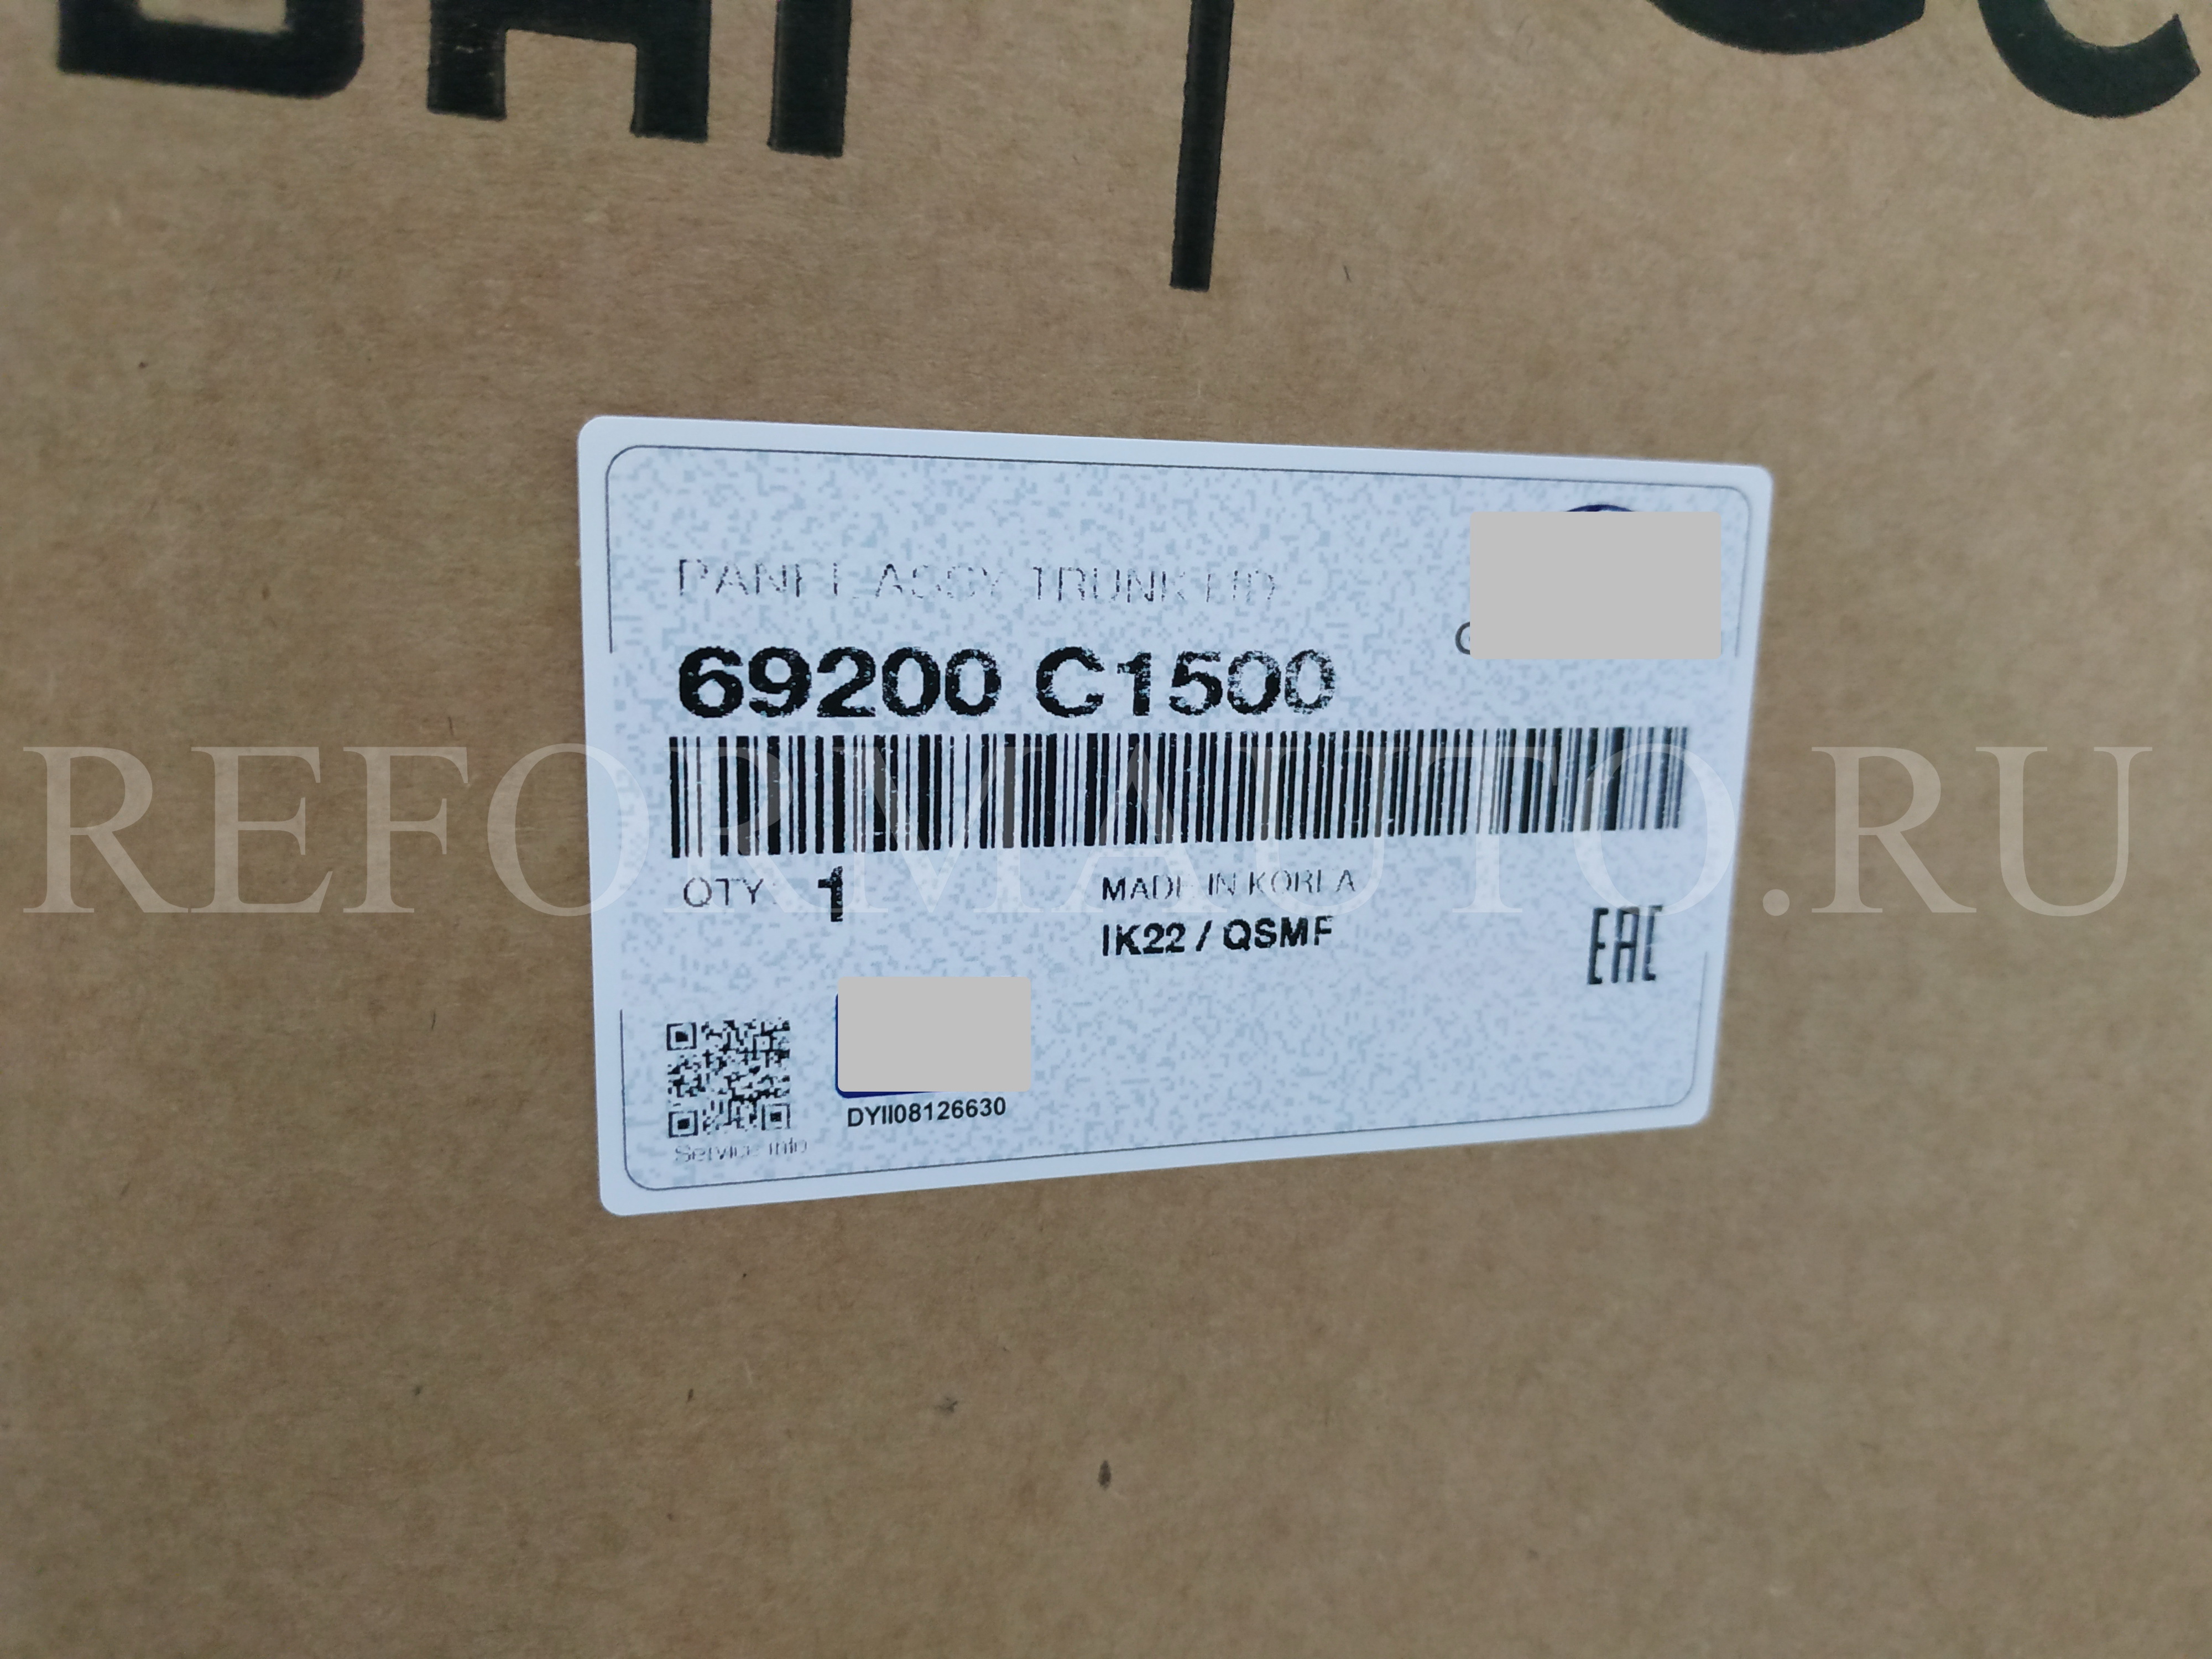 PANEL ASSY-TRUNK LID
69200 C1500
REFORMAUTO.RU
QTY: 1
MADE IN KOREA
IK22 / QSMF
EAC
DYII08126630
Service Info